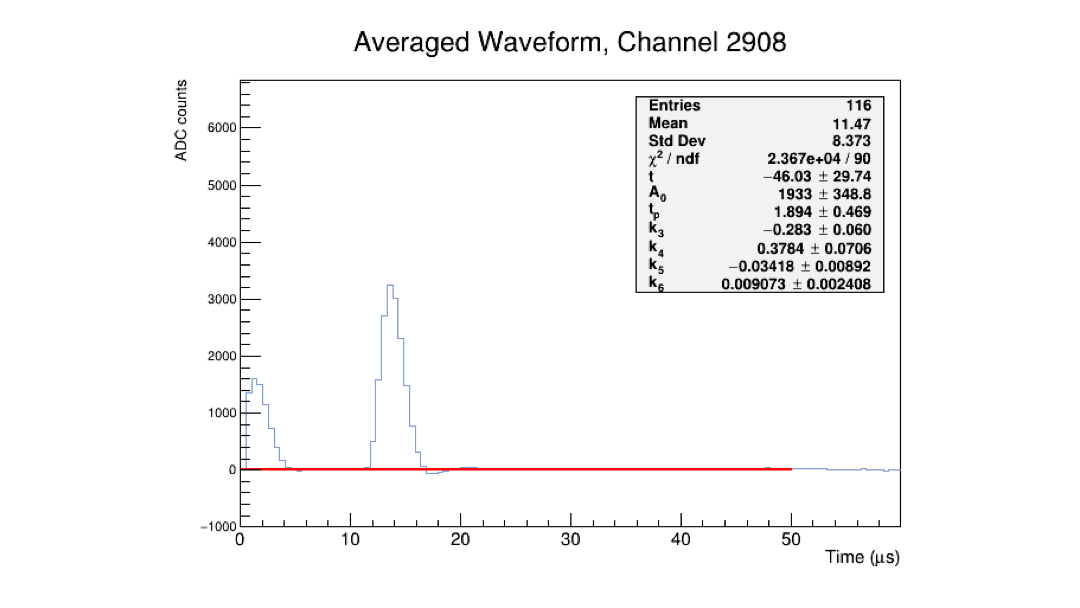 Averaged Waveform, Channel 2908
ADC counts
Entries 116
Mean 11.47
Std Dev 8.373
χ² / ndf 2.367e+04 / 90
t −46.03 ± 29.74
A₀ 1933 ± 348.8
tₚ 1.894 ± 0.469
k₃ −0.283 ± 0.060
k₄ 0.3784 ± 0.0706
k₅ −0.03418 ± 0.00892
k₆ 0.009073 ± 0.002408
6000
5000
4000
3000
2000
1000
0
−1000
0 10 20 30 40 50
Time (μs)